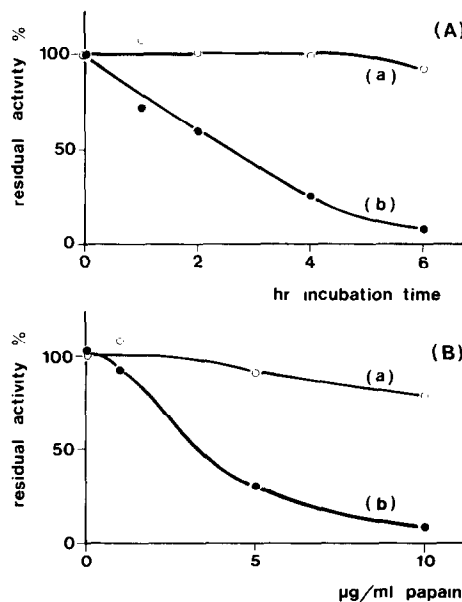 (A)
residual activity %
100
50
0
(a)
(b)
0 2 4 6
hr incubation time
(B)
residual activity %
100
50
0
(a)
(b)
0 5 10
µg/ml papain